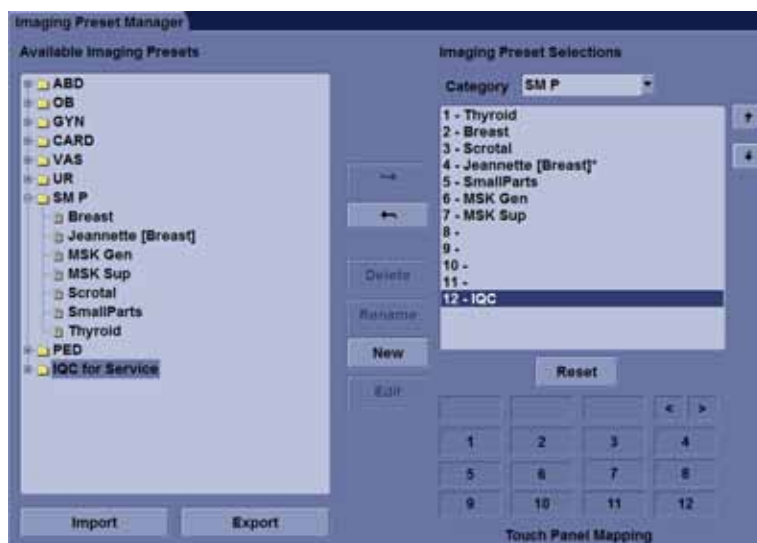 Imaging Preset Manager
Available Imaging Presets
ABD
OB
GYN
CARD
VAS
UR
SM P
Breast
Jeannette [Breast]
MSK Gen
MSK Sup
Scrotal
SmallParts
Thyroid
PED
IQC for Service
Import Export
Delete
Rename
New
Edit
Imaging Preset Selections
Category SM P
1 - Thyroid
2 - Breast
3 - Scrotal
4 - Jeannette [Breast]*
5 - SmallParts
6 - MSK Gen
7 - MSK Sup
8 -
9 -
10 -
11 -
12 - IQC
Reset
< >
1 2 3 4
5 6 7 8
9 10 11 12
Touch Panel Mapping